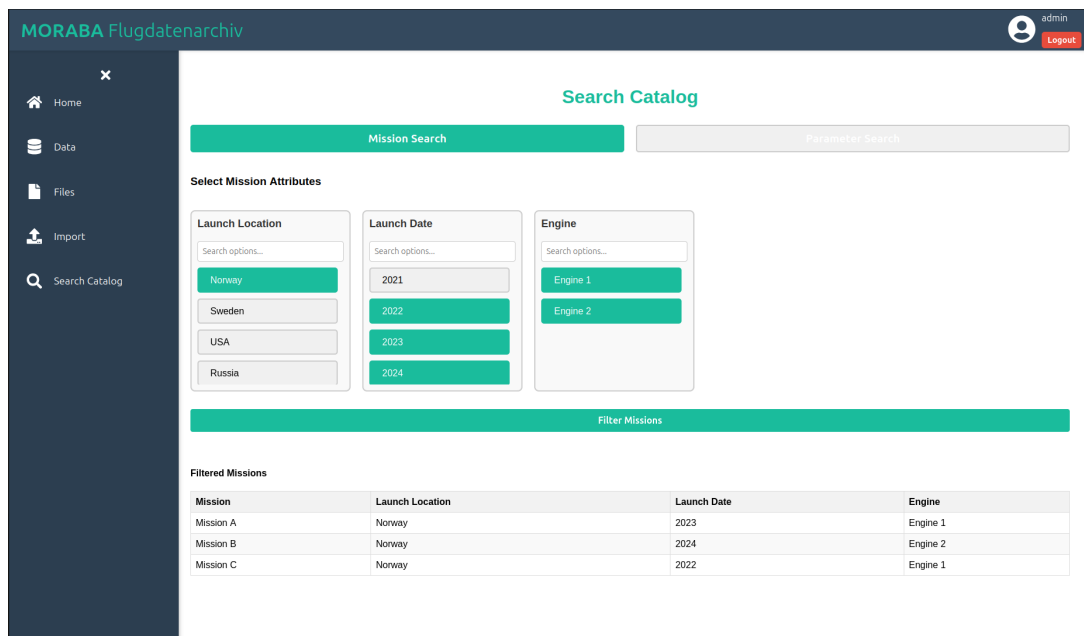 MORABA Flugdatenarchiv
admin
Logout
Home
Data
Files
Import
Search Catalog
Search Catalog
Mission Search
Parameter Search
Select Mission Attributes
Launch Location
Search options...
Norway
Sweden
USA
Russia
Launch Date
Search options...
2021
2022
2023
2024
Engine
Search options...
Engine 1
Engine 2
Filter Missions
Filtered Missions
Mission Launch Location Launch Date Engine
Mission A Norway 2023 Engine 1
Mission B Norway 2024 Engine 2
Mission C Norway 2022 Engine 1